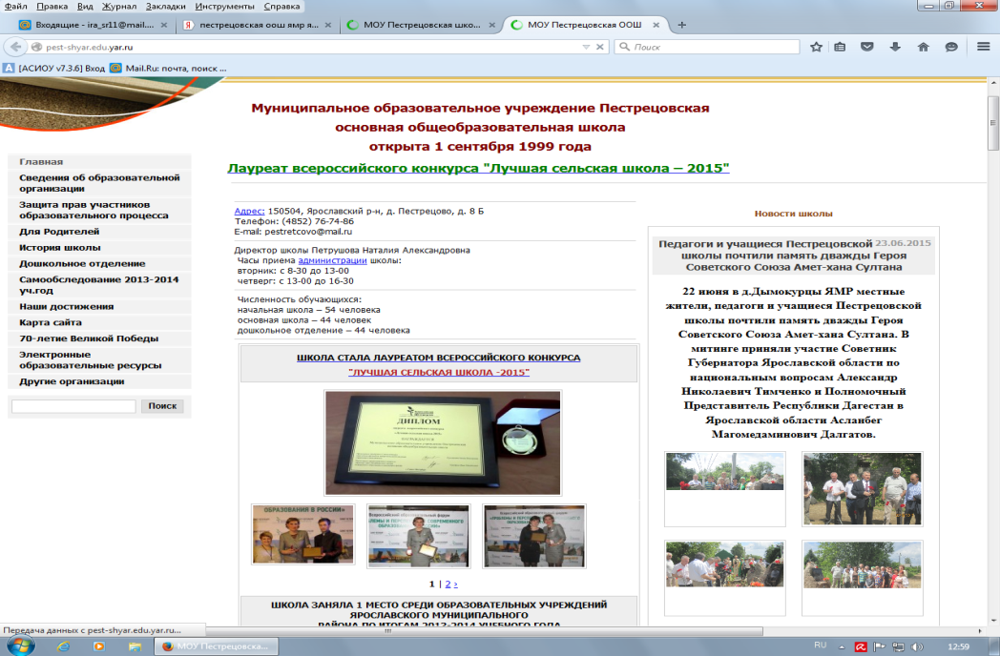 Файл Правка Вид Журнал Закладки Инструменты Справка
Входящие - ira_sr11@mail....
пестрецовская оош ямр я...
МОУ Пестрецовская шко...
МОУ Пестрецовская ООШ
pest-shyar.edu.yar.ru
Поиск
[АСИОУ v7.3.6] Вход
Mail.Ru: почта, поиск ...
Муниципальное образовательное учреждение Пестрецовская
основная общеобразовательная школа
открыта 1 сентября 1999 года
Лауреат всероссийского конкурса "Лучшая сельская школа – 2015"
Главная
Сведения об образовательной
организации
Защита прав участников
образовательного процесса
Для Родителей
История школы
Дошкольное отделение
Самообследование 2013-2014
уч.год
Наши достижения
Карта сайта
70-летие Великой Победы
Электронные
образовательные ресурсы
Другие организации
Поиск
Адрес: 150504, Ярославский р-н, д. Пестрецово, д. 8 Б
Телефон: (4852) 76-74-86
E-mail: pestretcovo@mail.ru
Директор школы Петрушова Наталия Александровна
Часы приема администрации школы:
вторник: с 8-30 до 13-00
четверг: с 13-00 до 16-30
Численность обучающихся:
начальная школа – 54 человека
основная школа – 44 человек
дошкольное отделение – 44 человека
ШКОЛА СТАЛА ЛАУРЕАТОМ ВСЕРОССИЙСКОГО КОНКУРСА
"ЛУЧШАЯ СЕЛЬСКАЯ ШКОЛА -2015"
ДИПЛОМ
ОБРАЗОВАНИЯ В РОССИИ»
1 | 2 ›
ШКОЛА ЗАНЯЛА 1 МЕСТО СРЕДИ ОБРАЗОВАТЕЛЬНЫХ УЧРЕЖДЕНИЙ
ЯРОСЛАВСКОГО МУНИЦИПАЛЬНОГО
РАЙОНА ПО ИТОГАМ 2013-2014 УЧЕБНОГО ГОДА
Новости школы
Педагоги и учащиеся Пестрецовской 23.06.2015
школы почтили память дважды Героя
Советского Союза Амет-хана Султана
22 июня в д.Дымокурцы ЯМР местные
жители, педагоги и учащиеся Пестрецовской
школы почтили память дважды Героя
Советского Союза Амет-хана Султана. В
митинге приняли участие Советник
Губернатора Ярославской области по
национальным вопросам Александр
Николаевич Тимченко и Полномочный
Представитель Республики Дагестан в
Ярославской области Асланбег
Магомедаминович Далгатов.
Передача данных с pest-shyar.edu.yar.ru...
МОУ Пестрецовска...
RU
12:59